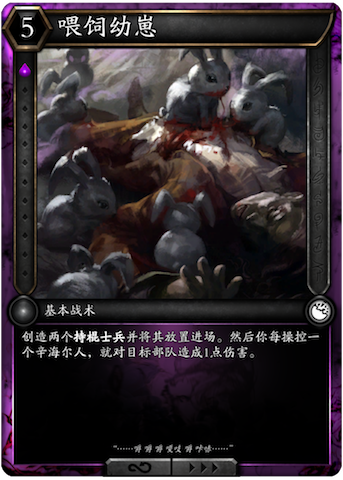 5
喂饲幼崽
基本战术
创造两个持棍士兵并将其放置进场。然后你每操控一
个辛海尔人，就对目标部队造成1点伤害。